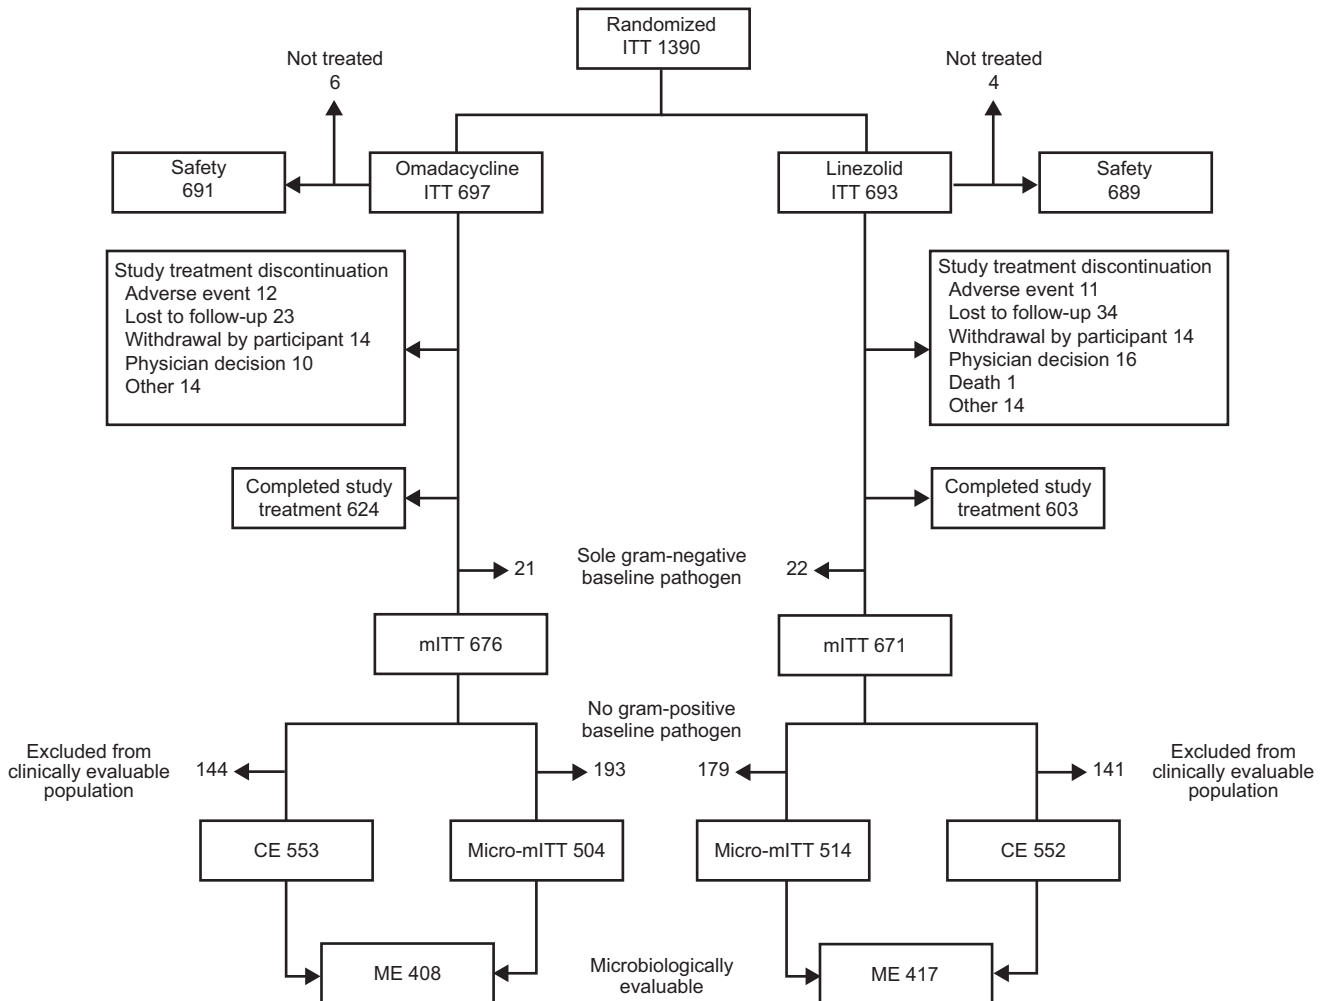 Randomized
ITT 1390
Not treated
6
Not treated
4
Safety
691
Omadacycline
ITT 697
Linezolid
ITT 693
Safety
689
Study treatment discontinuation
Adverse event 12
Lost to follow-up 23
Withdrawal by participant 14
Physician decision 10
Other 14
Study treatment discontinuation
Adverse event 11
Lost to follow-up 34
Withdrawal by participant 14
Physician decision 16
Death 1
Other 14
Completed study
treatment 624
Completed study
treatment 603
21
Sole gram-negative
baseline pathogen
22
mITT 676
mITT 671
No gram-positive
baseline pathogen
Excluded from
clinically evaluable
population
144
193
179
141
Excluded from
clinically evaluable
population
CE 553
Micro-mITT 504
Micro-mITT 514
CE 552
ME 408
Microbiologically
evaluable
ME 417